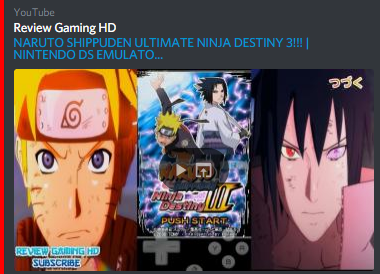 YouTube
Review Gaming HD
NARUTO SHIPPUDEN ULTIMATE NINJA DESTINY 3!!! |
NINTENDO DS EMULATO...
つづく
Ninja
Destiny
PUSH START
REVIEW GAMING HD
SUBSCRIBE
X
Y
A
B